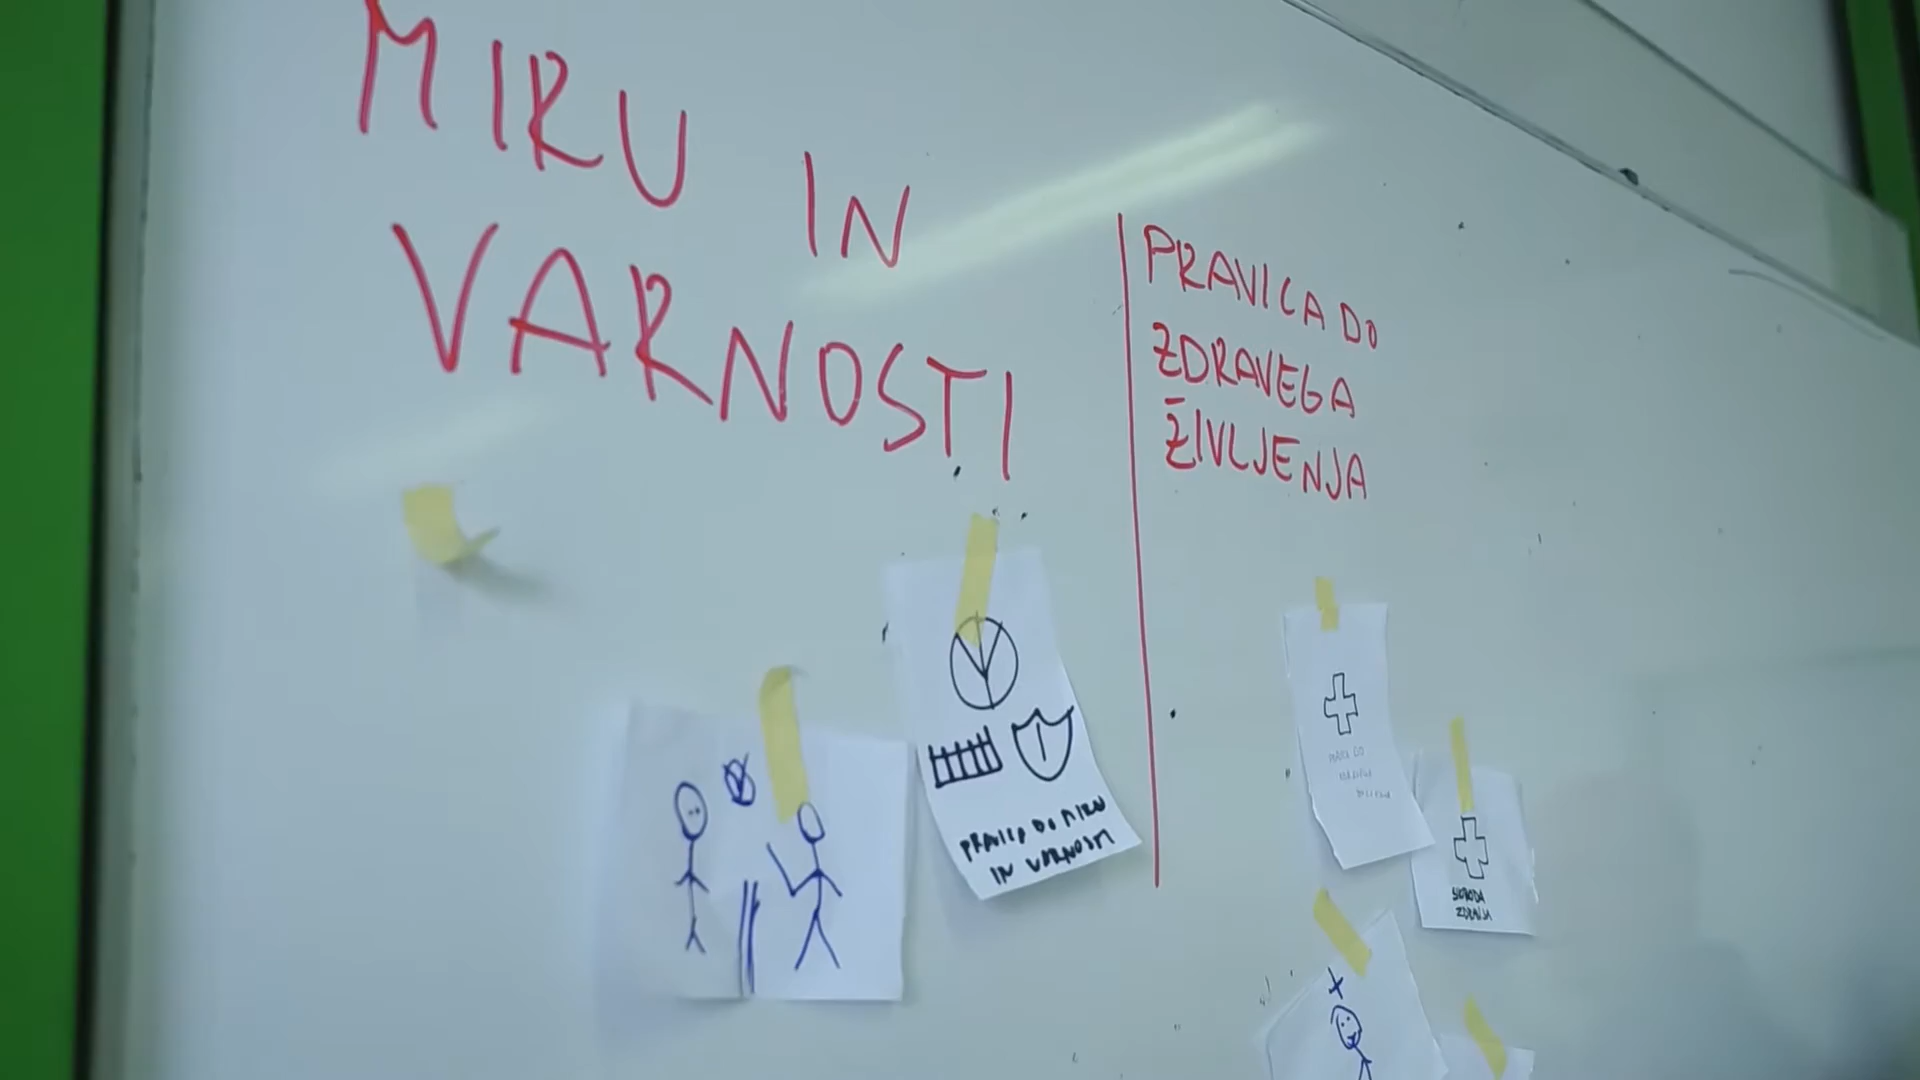 MIRU IN
VARNOSTI
PRAVICA DO
ZDRAVEGA
ŽIVLJENJA
PRAVICA DO MIRU
IN VARNOSTI